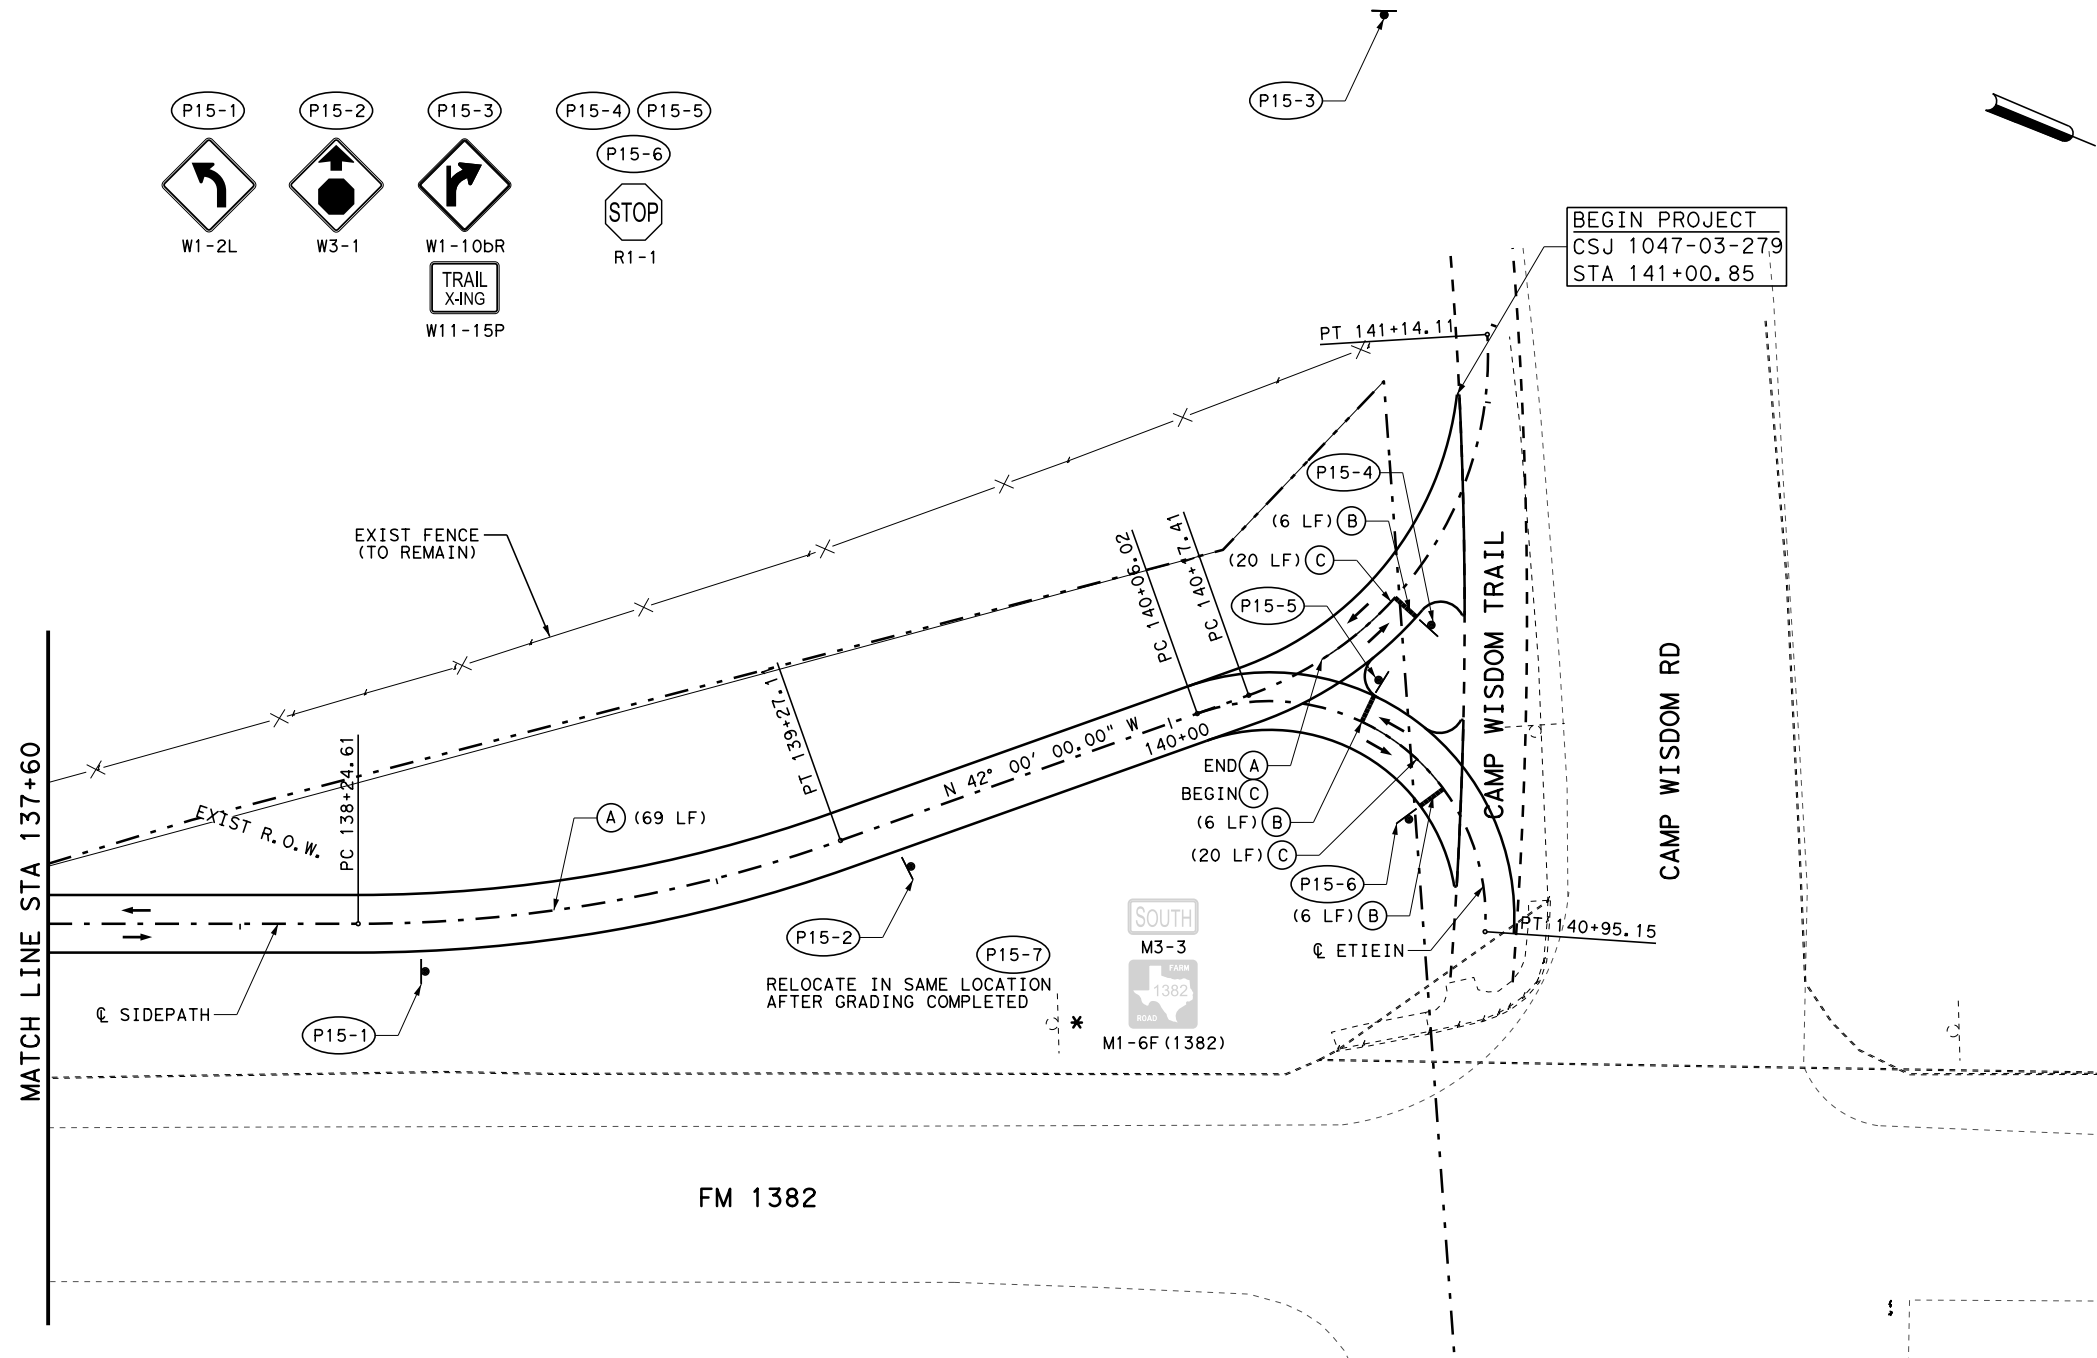 P15-3
P15-1
P15-2
P15-3
P15-4
P15-5
P15-6
STOP
W1-2L
W3-1
W1-10bR
R1-1
TRAIL
X-ING
W11-15P
BEGIN PROJECT
CSJ 1047-03-279
STA 141+00.85
PT 141+14.11
P15-4
(6 LF) B
(20 LF) C
P15-5
EXIST FENCE
(TO REMAIN)
PC 140+06.02
PC 140+17.41
CAMP WISDOM TRAIL
CAMP WISDOM RD
PT 139+27.1
N 42° 00' 00.00" W
140+00
END A
BEGIN C
(6 LF) B
(20 LF) C
P15-6
(6 LF) B
PT 140+95.15
℄ ETIEIN
MATCH LINE STA 137+60
EXIST R.O.W.
PC 138+24.61
A (69 LF)
P15-2
P15-7
RELOCATE IN SAME LOCATION
AFTER GRADING COMPLETED
*
SOUTH
M3-3
FARM
1382
ROAD
M1-6F(1382)
℄ SIDEPATH
P15-1
FM 1382